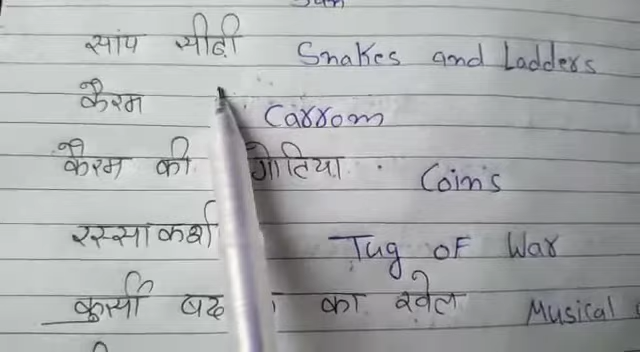 सांप सीढ़ी Snakes and Ladders
कैरम Carrom
कैरम की गोटिया Coins
रस्साकशी Tug of War
कुर्सी का खेल Musical